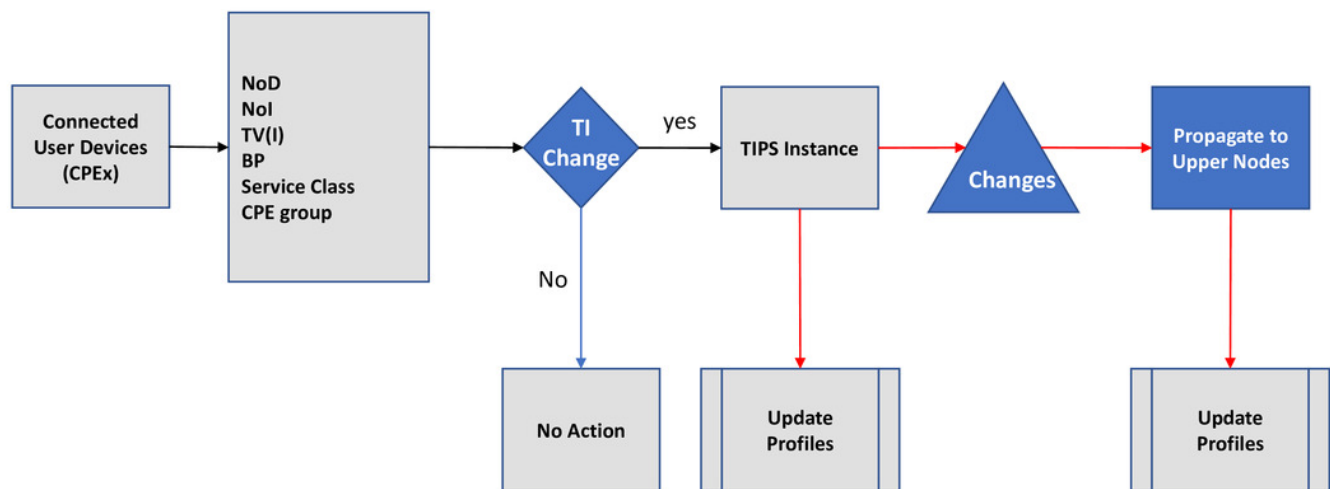 Connected
User Devices
(CPEx)
NoD
NoI
TV(I)
BP
Service Class
CPE group
TI
Change
yes
No
TIPS Instance
Changes
Propagate to
Upper Nodes
No Action
Update
Profiles
Update
Profiles